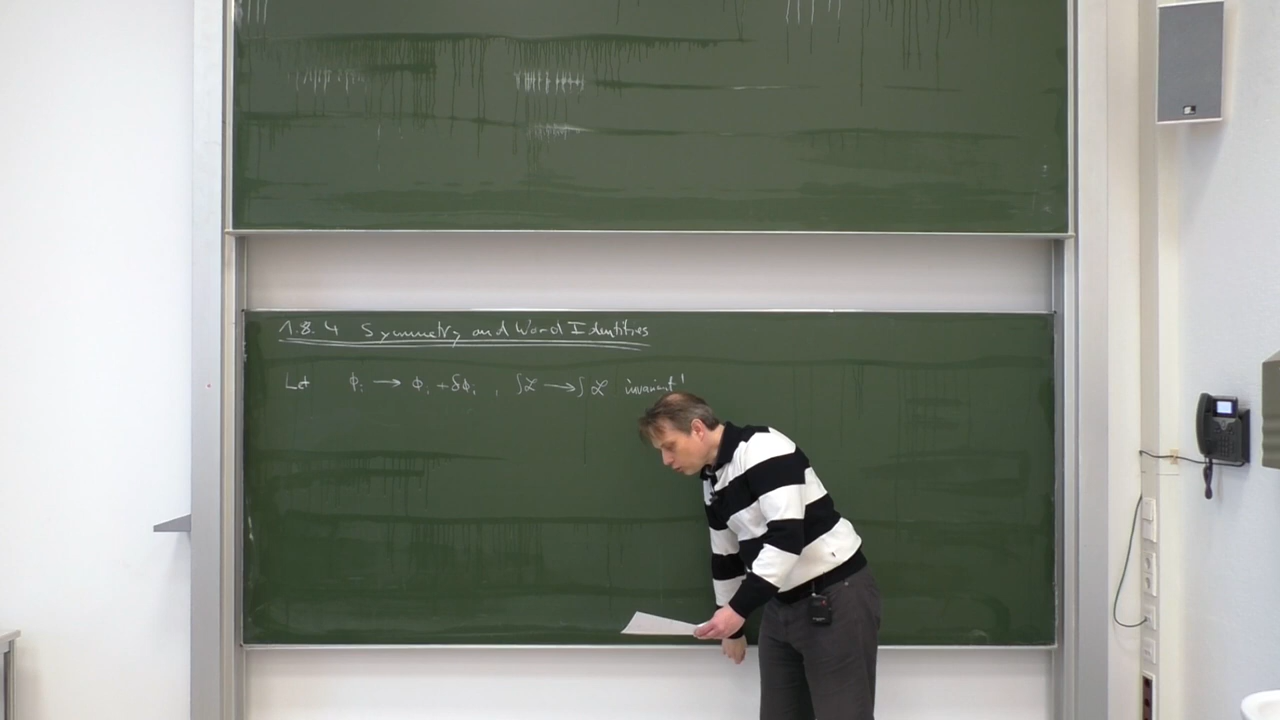 1.8.4 Symmetry and Ward Identities
Let ϕᵢ → ϕᵢ + δϕᵢ , ∫ℒ → ∫ℒ invariant!